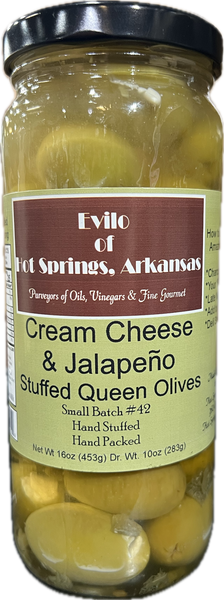 Evilo
of
Hot Springs, Arkansas
Purveyors of Oils, Vinegars & Fine Gourmet
Cream Cheese
& Jalapeño
Stuffed Queen Olives
Small Batch #42
Hand Stuffed
Hand Packed
Net Wt 16oz (453g) Dr. Wt. 10oz (283g)